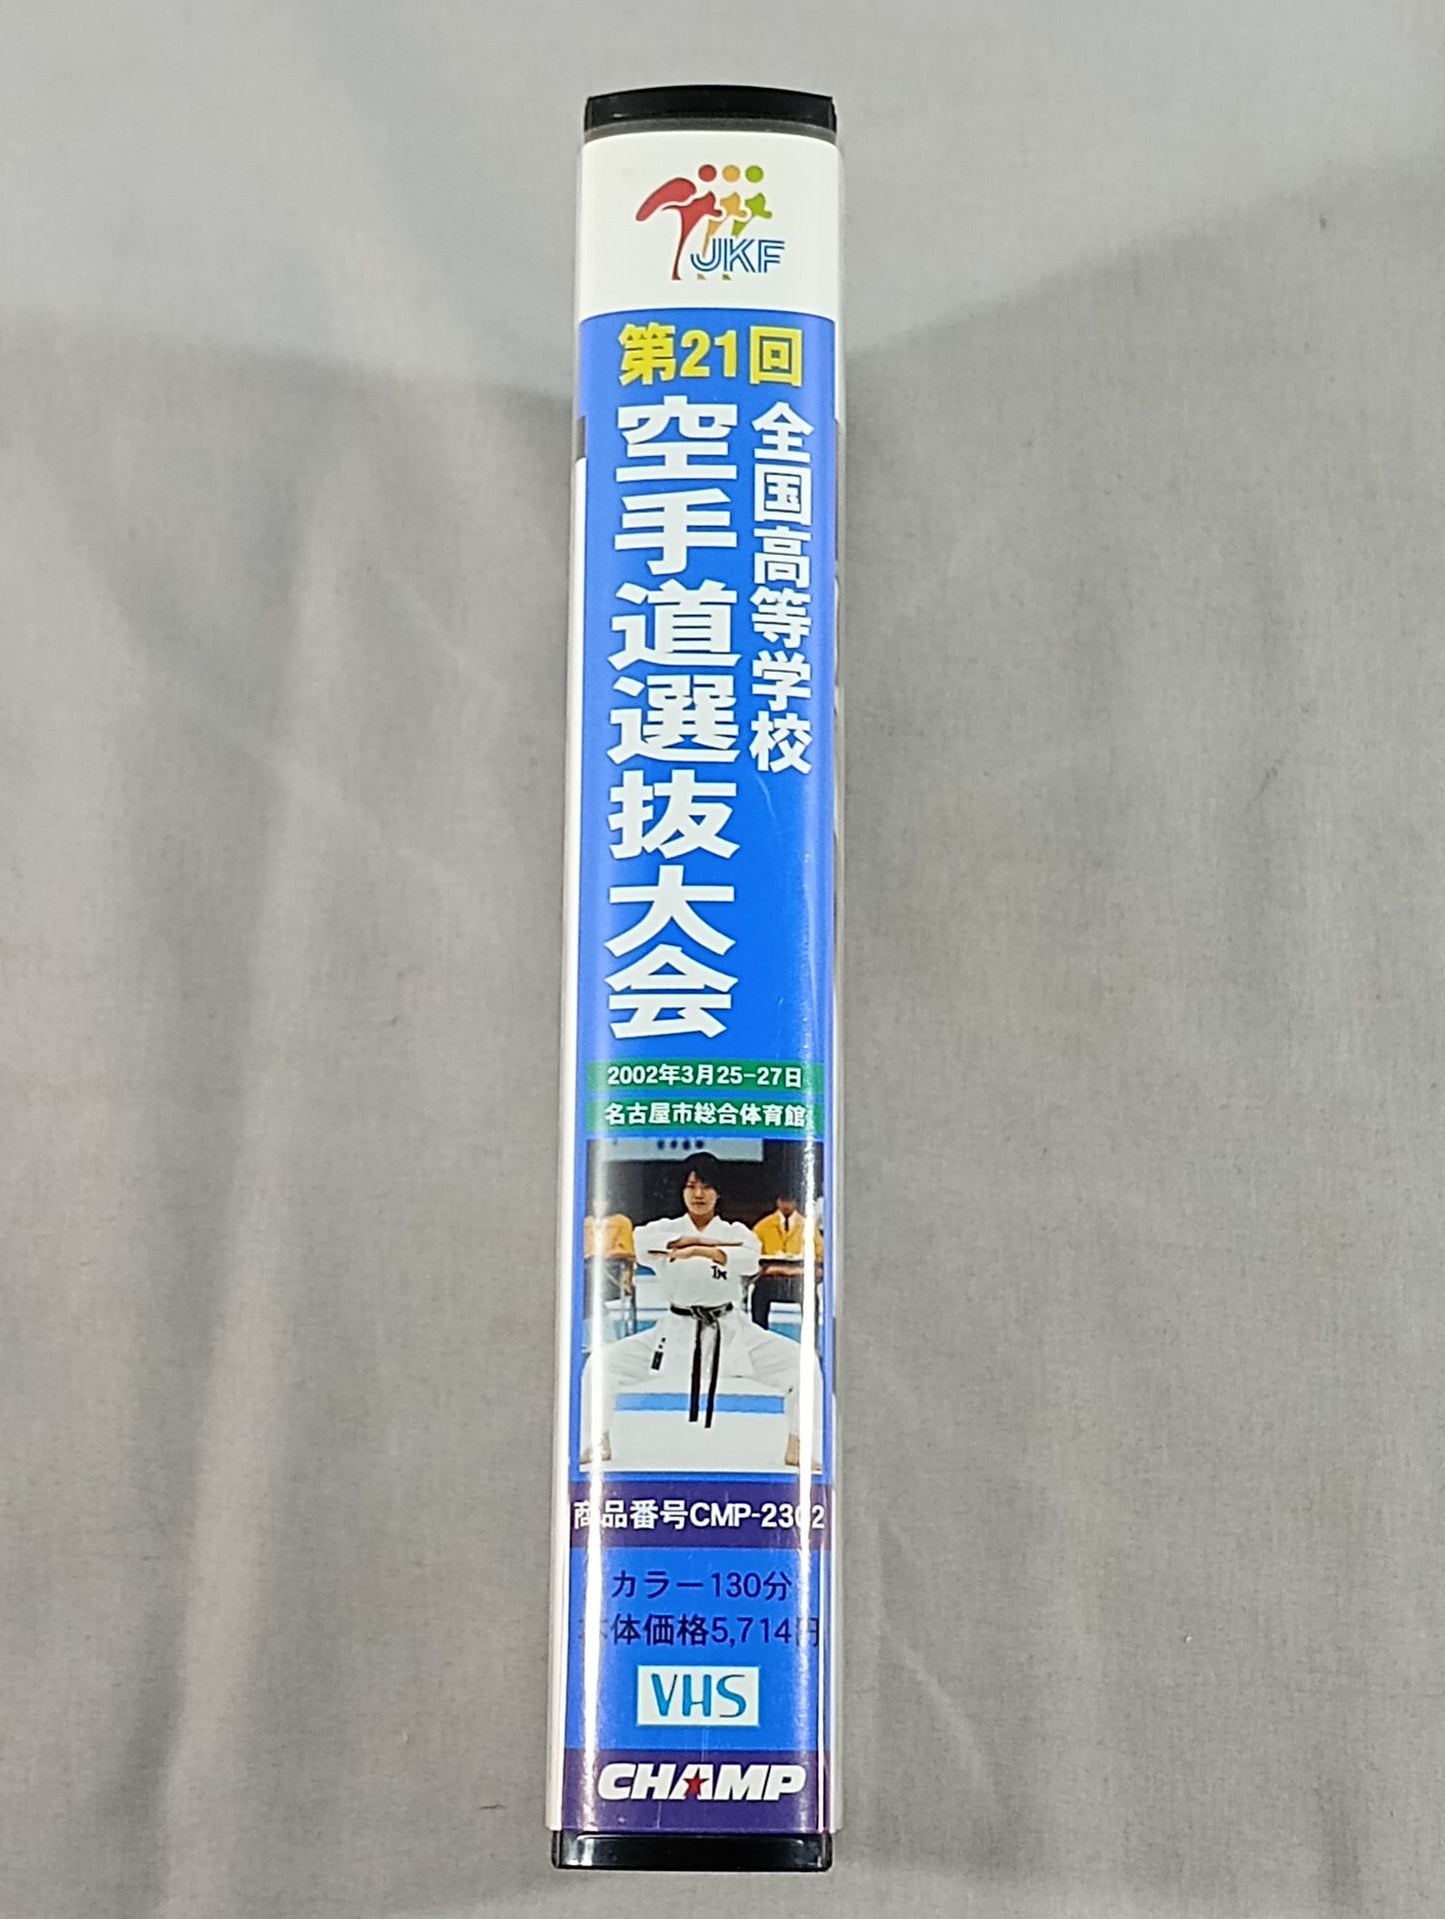 JKF
第21回
全国高等学校
空手道選抜大会
2002年3月25-27日
名古屋市総合体育館
商品番号CMP-2302
カラー130分
本体価格5,714円
VHS
CHAMP